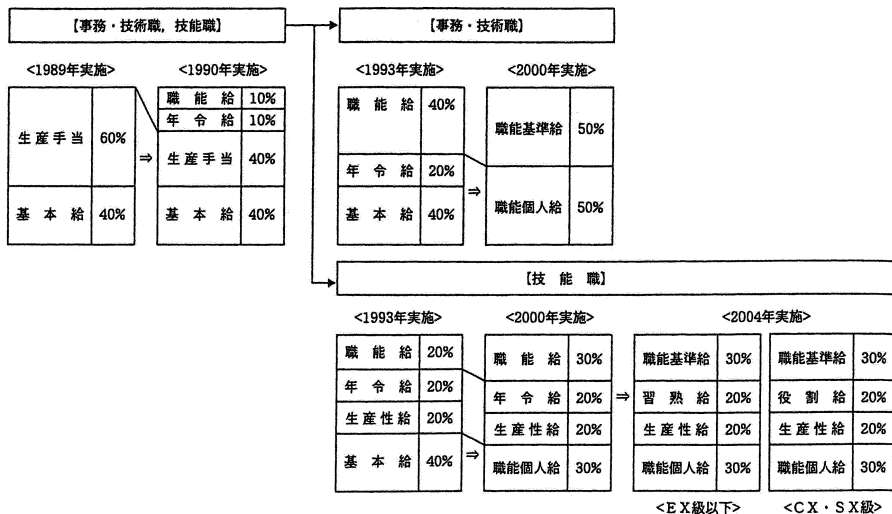 【事務・技術職，技能職】
【事務・技術職】
<1989年実施>
<1990年実施>
<1993年実施>
<2000年実施>
生産手当 60%
基本給 40%
⇒
職能給 10%
年令給 10%
生産手当 40%
基本給 40%
職能給 40%
年令給 20%
基本給 40%
⇒
職能基準給 50%
職能個人給 50%
【技能職】
<1993年実施>
<2000年実施>
<2004年実施>
職能給 20%
年令給 20%
生産性給 20%
基本給 40%
⇒
職能給 30%
年令給 20%
生産性給 20%
職能個人給 30%
⇒
職能基準給 30%
習熟給 20%
生産性給 20%
職能個人給 30%
<EX級以下>
職能基準給 30%
役割給 20%
生産性給 20%
職能個人給 30%
<CX・SX級>